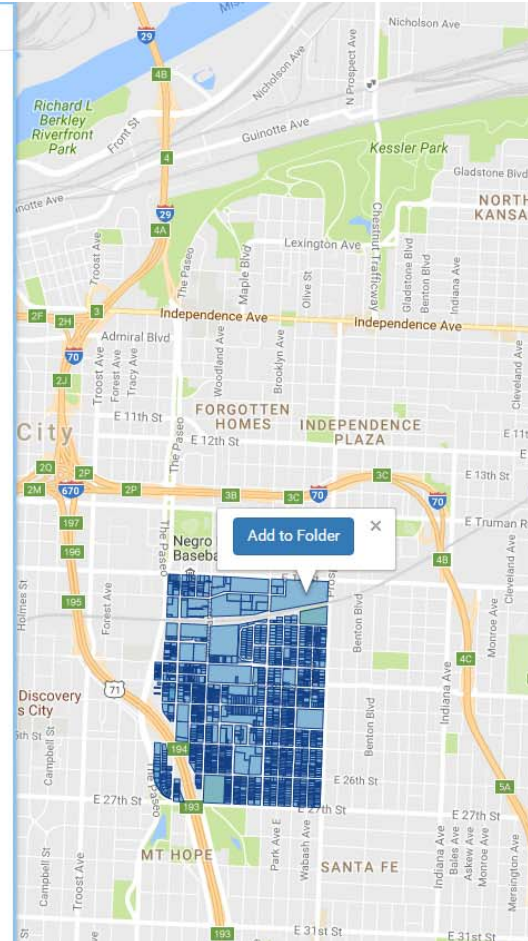 Nicholson Ave
29
4B
Nicholson Ave
N Prospect Ave
Richard L
Berkley
Riverfront
Park
Front St
Guinotte Ave
4
Kessler Park
Gladstone Blvd
29
4A
NORTH
KANSA
Troost Ave
The Paseo
Maple Blvd
Lexington Ave
Olive St
Chestnut Trafficway
Gladstone Blvd
Benton Blvd
Indiana Ave
2F
2H
3
Independence Ave
Independence Ave
Admiral Blvd
70
Troost Ave
Forest Ave
Tracy Ave
Woodland Ave
Brooklyn Ave
Cleveland Ave
2J
E 11th St
FORGOTTEN
HOMES
INDEPENDENCE
PLAZA
E 11t
City
The Paseo
E 12th St
2Q
2P
3C
E 13th St
2M
670
2P
3B
3C
70
70
197
Add to Folder
×
E Truman R
196
The Paseo
Negro
Baseba
4B
Cleveland Ave
Holmes St
195
Forest Ave
Benton Blvd
Monroe Ave
Indiana Ave
4C
Discovery
s City
71
Campbell St
194
Benton Blvd
E 26th St
5A
E 27th St
The Paseo
193
E 27th St
E 27th St
MT HOPE
Park Ave E
Wabash Ave
SANTA FE
Campbell St
Troost Ave
Indiana Ave
Bales Ave
Askew Ave
Monroe Ave
Mersington Ave
193
E 31st St
E 31st St